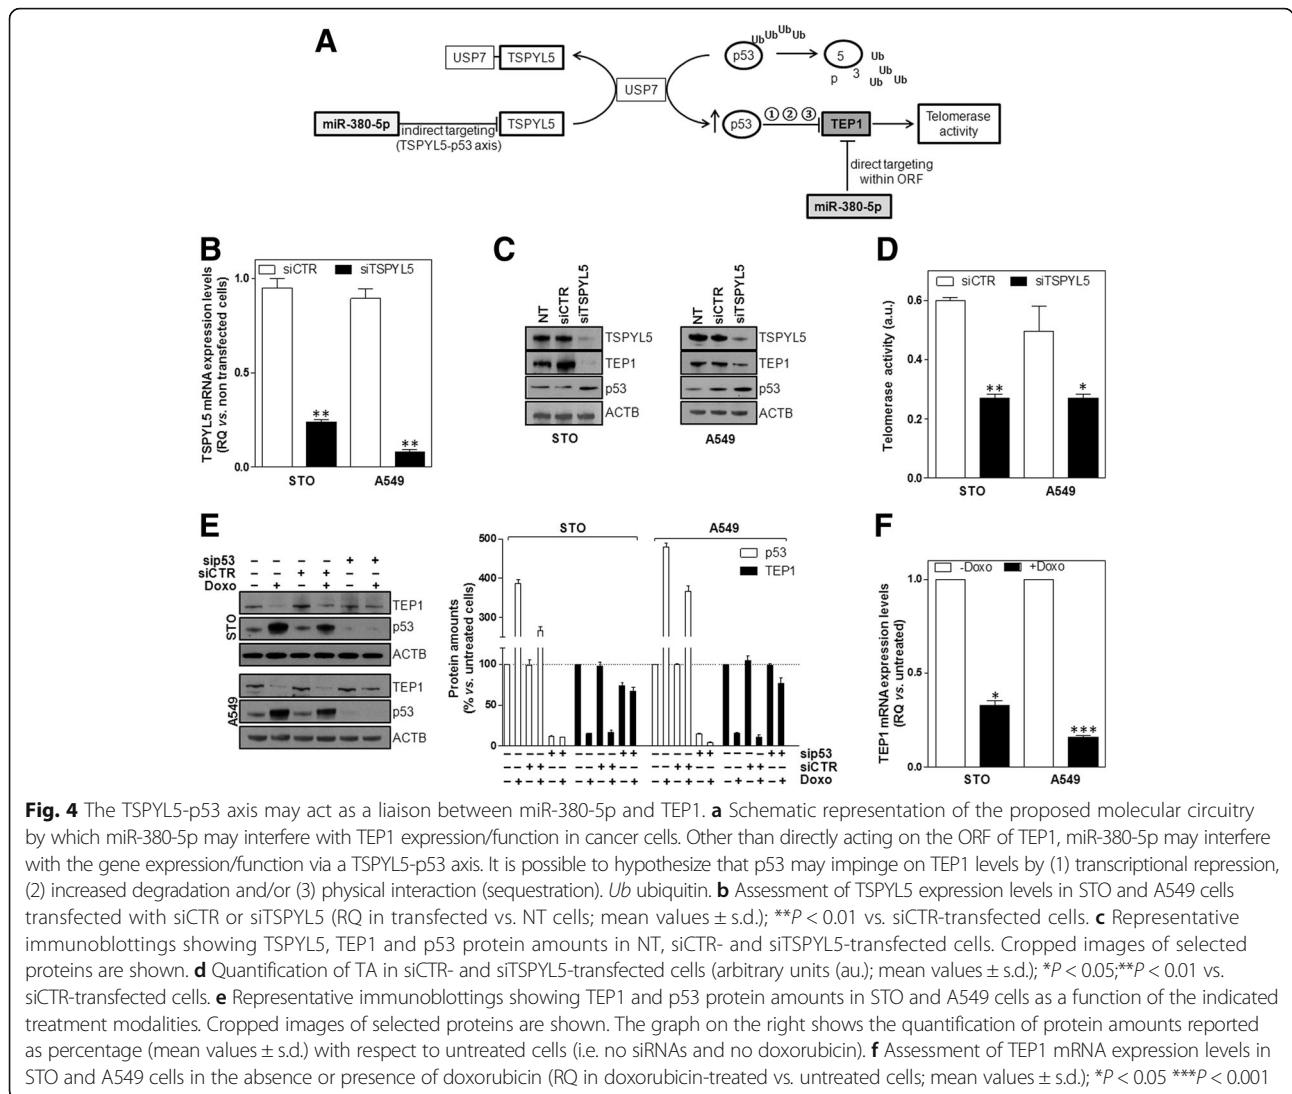 A
USP7
TSPYL5
USP7
p53
Ub Ub Ub Ub
5
p 3
Ub
Ub
Ub Ub
miR-380-5p
indirect targeting
(TSPYL5-p53 axis)
TSPYL5
p53
① ② ③
TEP1
Telomerase
activity
direct targeting
within ORF
miR-380-5p
B
TSPYL5 mRNA expression levels
(RQ vs. non transfected cells)
siCTR siTSPYL5
1.0
0.5
0.0
** **
STO A549
C
NT siCTR siTSPYL5
TSPYL5
TEP1
p53
ACTB
STO
NT siCTR siTSPYL5
TSPYL5
TEP1
p53
ACTB
A549
D
Telomerase activity (a.u.)
siCTR siTSPYL5
0.6
0.4
0.2
0.0
** *
STO A549
E
sip53 − − − − + +
siCTR − − + + − −
Doxo − + − + − +
STO
TEP1
p53
ACTB
A549
TEP1
p53
ACTB
STO A549
p53
TEP1
Protein amounts
(% vs. untreated cells)
500
400
300
100
50
0
− − − − + + − − − − + + − − − − + + − − − − + + sip53
− − + + − − − − + + − − − − + + − − − − + + − − siCTR
− + − + − + − + − + − + − + − + − + − + − + − + Doxo
F
TEP1 mRNA expression levels
(RQ vs. untreated)
-Doxo +Doxo
1.0
0.5
0.0
* ***
STO A549
Fig. 4 The TSPYL5-p53 axis may act as a liaison between miR-380-5p and TEP1. a Schematic representation of the proposed molecular circuitry
by which miR-380-5p may interfere with TEP1 expression/function in cancer cells. Other than directly acting on the ORF of TEP1, miR-380-5p may interfere
with the gene expression/function via a TSPYL5-p53 axis. It is possible to hypothesize that p53 may impinge on TEP1 levels by (1) transcriptional repression,
(2) increased degradation and/or (3) physical interaction (sequestration). Ub ubiquitin. b Assessment of TSPYL5 expression levels in STO and A549 cells
transfected with siCTR or siTSPYL5 (RQ in transfected vs. NT cells; mean values ± s.d.); **P < 0.01 vs. siCTR-transfected cells. c Representative
immunoblottings showing TSPYL5, TEP1 and p53 protein amounts in NT, siCTR- and siTSPYL5-transfected cells. Cropped images of selected
proteins are shown. d Quantification of TA in siCTR- and siTSPYL5-transfected cells (arbitrary units (au.); mean values ± s.d.); *P < 0.05;**P < 0.01 vs.
siCTR-transfected cells. e Representative immunoblottings showing TEP1 and p53 protein amounts in STO and A549 cells as a function of the indicated
treatment modalities. Cropped images of selected proteins are shown. The graph on the right shows the quantification of protein amounts reported
as percentage (mean values ± s.d.) with respect to untreated cells (i.e. no siRNAs and no doxorubicin). f Assessment of TEP1 mRNA expression levels in
STO and A549 cells in the absence or presence of doxorubicin (RQ in doxorubicin-treated vs. untreated cells; mean values ± s.d.); *P < 0.05 ***P < 0.001